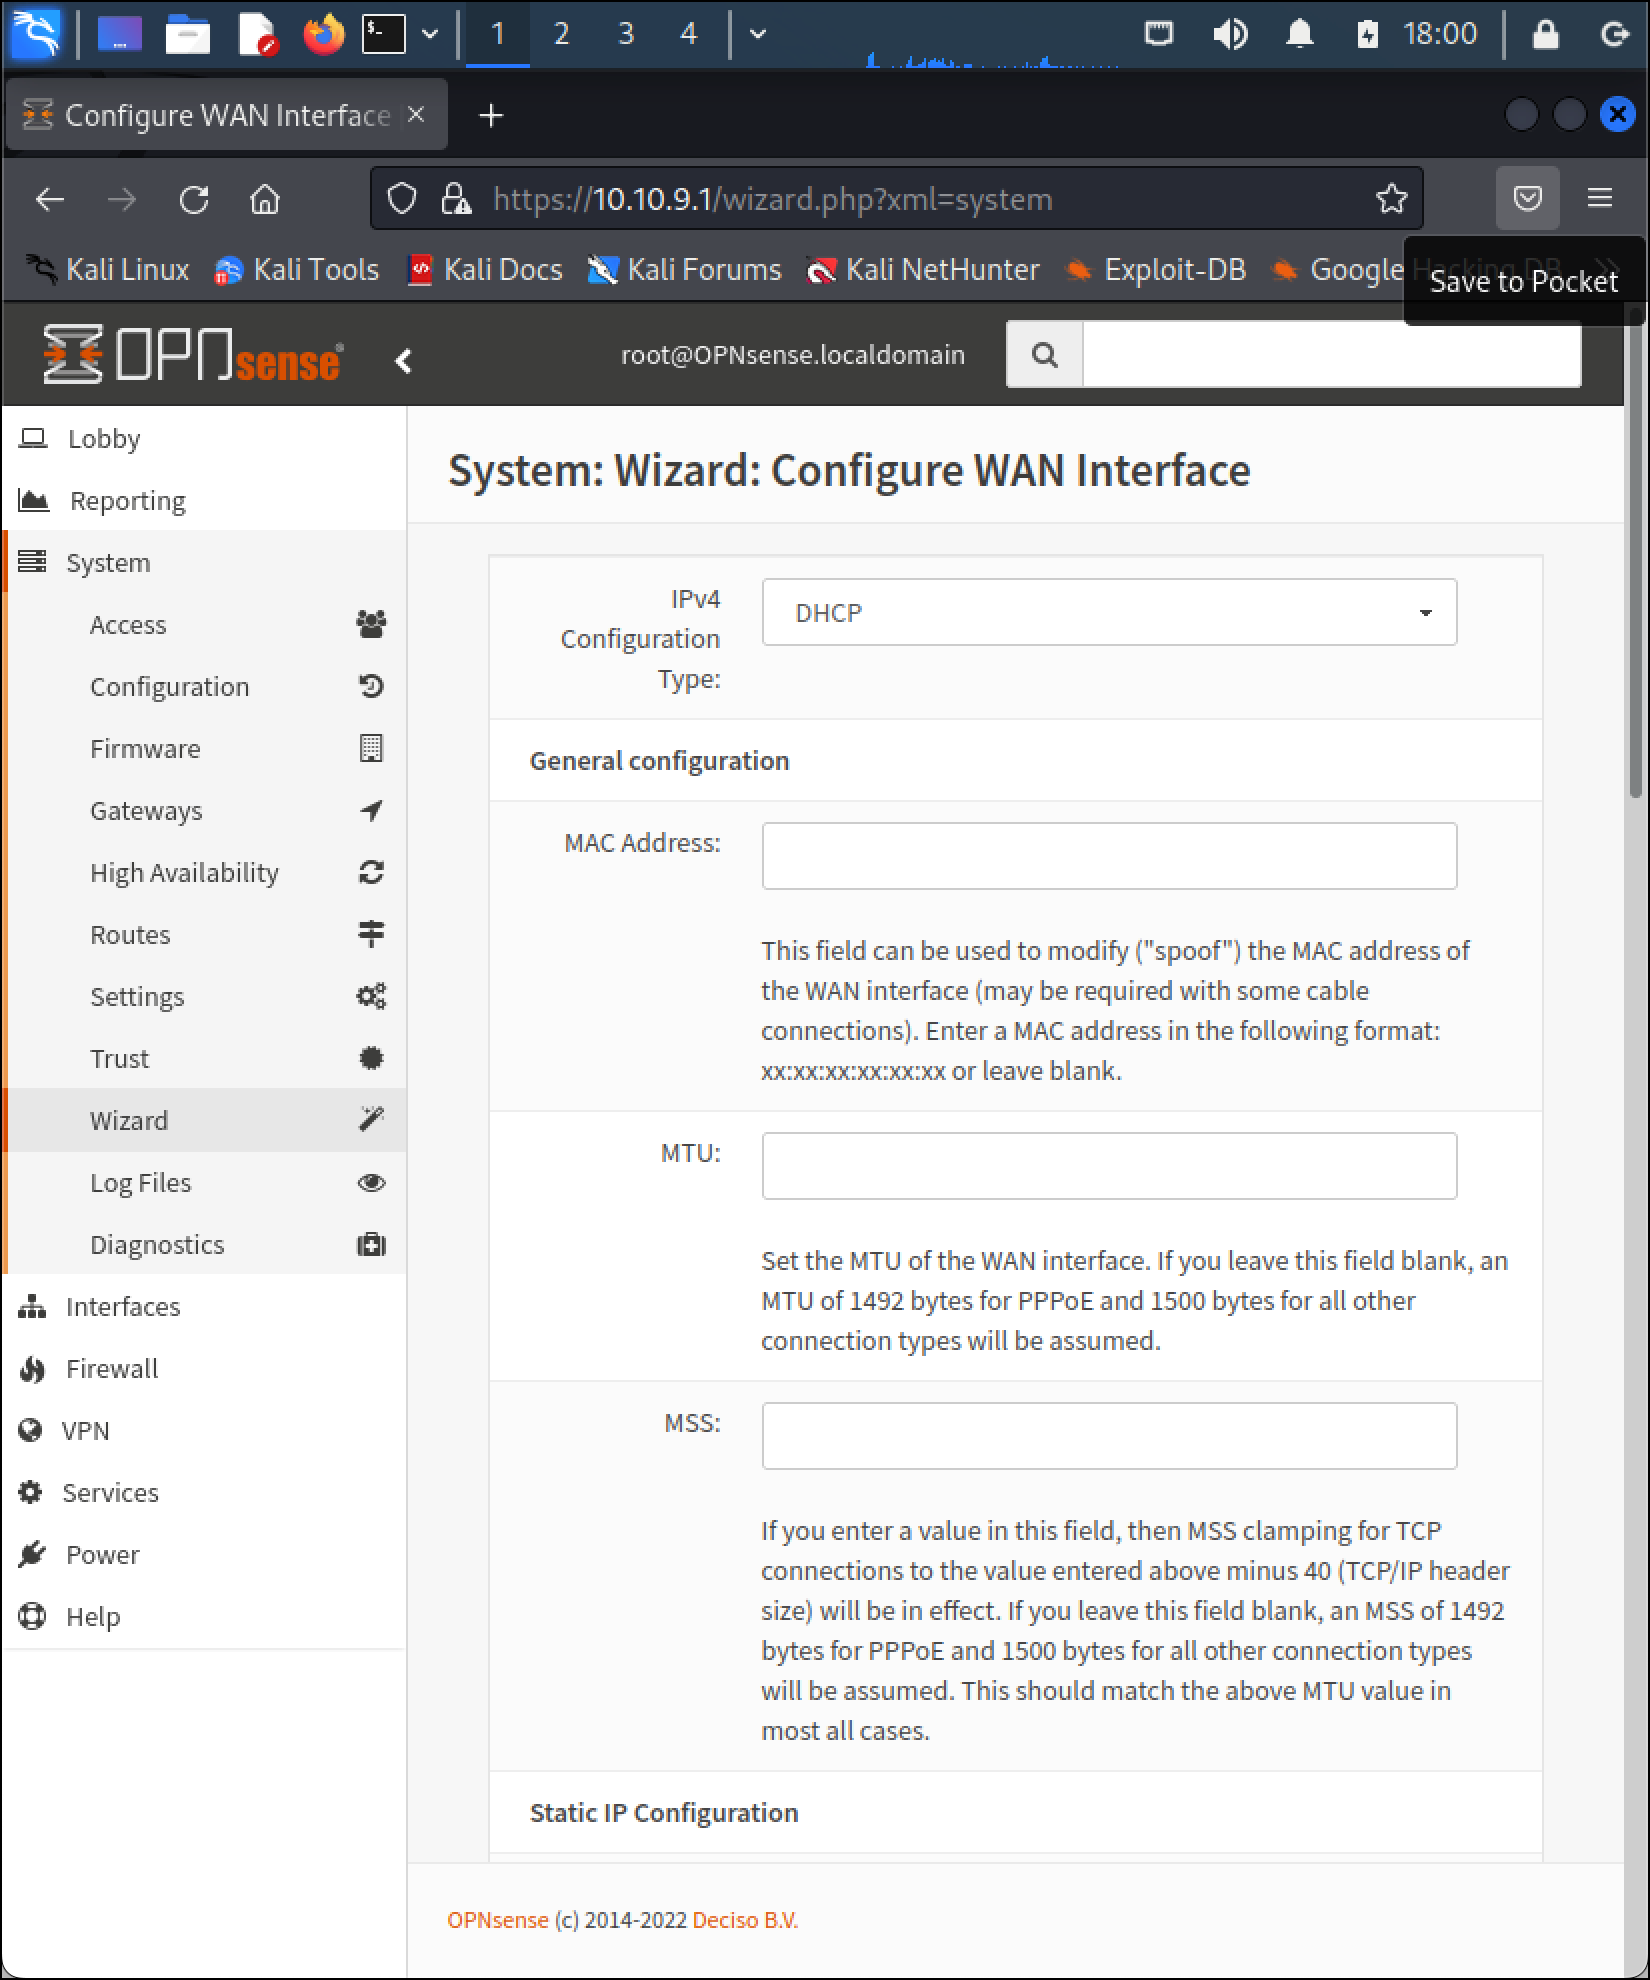 1 2 3 4 18:00
Configure WAN Interface
https://10.10.9.1/wizard.php?xml=system
Kali Linux Kali Tools Kali Docs Kali Forums Kali NetHunter Exploit-DB Google Hacking DB
Save to Pocket
OPNsense root@OPNsense.localdomain
Lobby
Reporting
System
Access
Configuration
Firmware
Gateways
High Availability
Routes
Settings
Trust
Wizard
Log Files
Diagnostics
Interfaces
Firewall
VPN
Services
Power
Help
System: Wizard: Configure WAN Interface
IPv4
Configuration
Type:
DHCP
General configuration
MAC Address:
This field can be used to modify ("spoof") the MAC address of
the WAN interface (may be required with some cable
connections). Enter a MAC address in the following format:
xx:xx:xx:xx:xx:xx or leave blank.
MTU:
Set the MTU of the WAN interface. If you leave this field blank, an
MTU of 1492 bytes for PPPoE and 1500 bytes for all other
connection types will be assumed.
MSS:
If you enter a value in this field, then MSS clamping for TCP
connections to the value entered above minus 40 (TCP/IP header
size) will be in effect. If you leave this field blank, an MSS of 1492
bytes for PPPoE and 1500 bytes for all other connection types
will be assumed. This should match the above MTU value in
most all cases.
Static IP Configuration
OPNsense (c) 2014-2022 Deciso B.V.